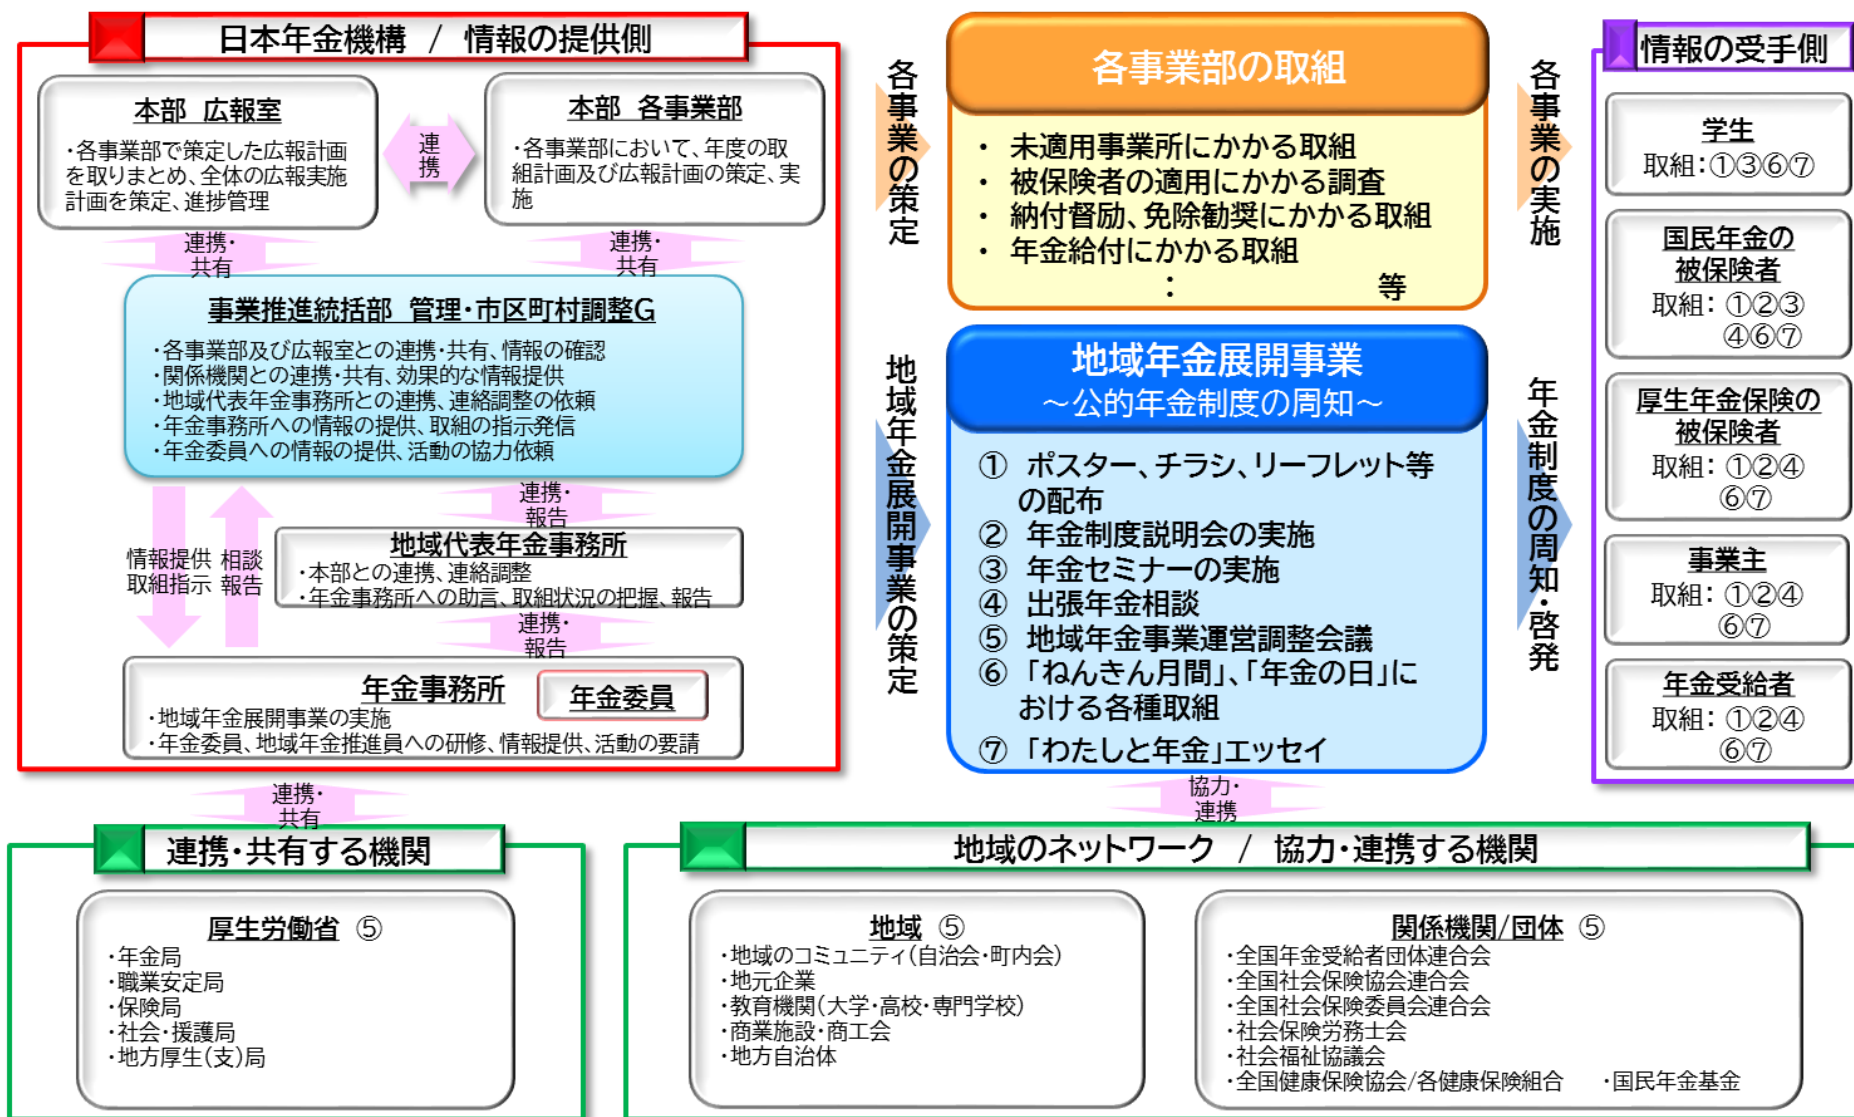 日本年金機構 / 情報の提供側
本部 広報室
・各事業部で策定した広報計画
を取りまとめ、全体の広報実施
計画を策定、進捗管理
連携
本部 各事業部
・各事業部において、年度の取
組計画及び広報計画の策定、実
施
連携・
共有
連携・
共有
事業推進統括部 管理・市区町村調整G
・各事業部及び広報室との連携・共有、情報の確認
・関係機関との連携・共有、効果的な情報提供
・地域代表年金事務所との連携、連絡調整の依頼
・年金事務所への情報の提供、取組の指示発信
・年金委員への情報の提供、活動の協力依頼
情報提供
取組指示
相談
報告
連携・
報告
地域代表年金事務所
・本部との連携、連絡調整
・年金事務所への助言、取組状況の把握、報告
連携・
報告
年金事務所
年金委員
・地域年金展開事業の実施
・年金委員、地域年金推進員への研修、情報提供、活動の要請
各事業の策定
各事業部の取組
・ 未適用事業所にかかる取組
・ 被保険者の適用にかかる調査
・ 納付督励、免除勧奨にかかる取組
・ 年金給付にかかる取組
： 等
各事業の実施
地域年金展開事業の策定
地域年金展開事業
～公的年金制度の周知～
① ポスター、チラシ、リーフレット等
の配布
② 年金制度説明会の実施
③ 年金セミナーの実施
④ 出張年金相談
⑤ 地域年金事業運営調整会議
⑥ 「ねんきん月間」、「年金の日」に
おける各種取組
⑦ 「わたしと年金」エッセイ
年金制度の周知・啓発
情報の受手側
学生
取組：①③⑥⑦
国民年金の
被保険者
取組： ①②③
④⑥⑦
厚生年金保険の
被保険者
取組： ①②④
⑥⑦
事業主
取組： ①②④
⑥⑦
年金受給者
取組： ①②④
⑥⑦
連携・
共有
連携・共有する機関
厚生労働省 ⑤
・年金局
・職業安定局
・保険局
・社会・援護局
・地方厚生(支)局
協力・
連携
地域のネットワーク / 協力・連携する機関
地域 ⑤
・地域のコミュニティ(自治会・町内会)
・地元企業
・教育機関(大学・高校・専門学校)
・商業施設・商工会
・地方自治体
関係機関/団体 ⑤
・全国年金受給者団体連合会
・全国社会保険協会連合会
・全国社会保険委員会連合会
・社会保険労務士会
・社会福祉協議会
・全国健康保険協会/各健康保険組合 ・国民年金基金